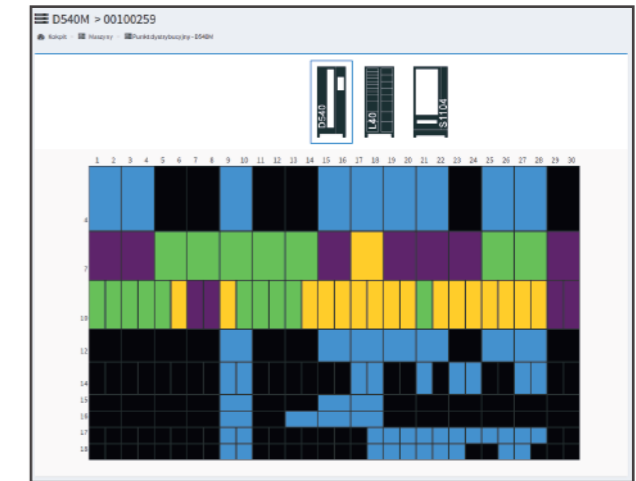 D540M > 00100259
Kokpit - Maszyny - Punkt dystrybucyjny - D540M
D540
L40
S1104
1 2 3 4 5 6 7 8 9 10 11 12 13 14 15 16 17 18 19 20 21 22 23 24 25 26 27 28 29 30
4
7
10
12
14
15
16
17
18